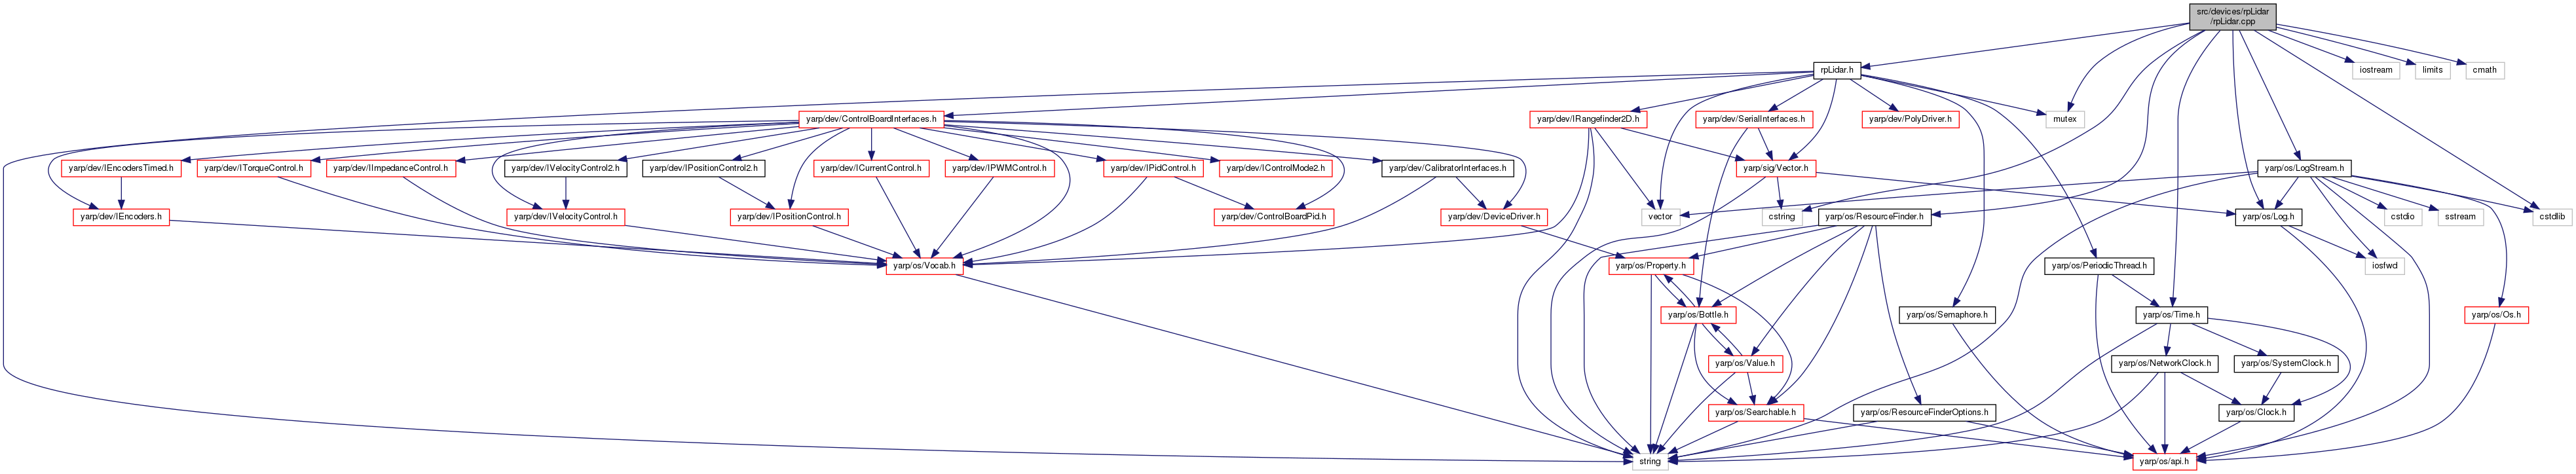 src/devices/rpLidar
/rpLidar.cpp
rpLidar.h
iostream
limits
cmath
yarp/dev/ControlBoardInterfaces.h
yarp/dev/IRangefinder2D.h
yarp/dev/SerialInterfaces.h
yarp/dev/PolyDriver.h
mutex
yarp/dev/IEncodersTimed.h
yarp/dev/ITorqueControl.h
yarp/dev/IImpedanceControl.h
yarp/dev/IVelocityControl2.h
yarp/dev/IPositionControl2.h
yarp/dev/ICurrentControl.h
yarp/dev/IPWMControl.h
yarp/dev/IPidControl.h
yarp/dev/IControlMode2.h
yarp/dev/CalibratorInterfaces.h
yarp/sig/Vector.h
yarp/os/LogStream.h
yarp/dev/IEncoders.h
yarp/dev/IVelocityControl.h
yarp/dev/IPositionControl.h
yarp/dev/ControlBoardPid.h
yarp/dev/DeviceDriver.h
vector
cstring
yarp/os/ResourceFinder.h
yarp/os/Log.h
cstdio
sstream
cstdlib
yarp/os/Vocab.h
yarp/os/Property.h
yarp/os/PeriodicThread.h
iosfwd
yarp/os/Bottle.h
yarp/os/Semaphore.h
yarp/os/Time.h
yarp/os/Os.h
yarp/os/Value.h
yarp/os/NetworkClock.h
yarp/os/SystemClock.h
yarp/os/Searchable.h
yarp/os/ResourceFinderOptions.h
yarp/os/Clock.h
string
yarp/os/api.h